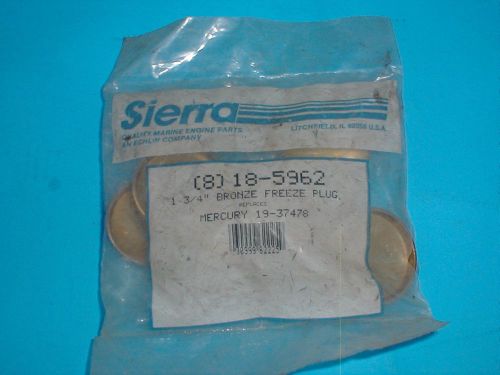 Sierra
QUALITY MARINE ENGINE PARTS
AN ECHLIN COMPANY
LITCHFIELD, IL 62056 U.S.A.
(8) 18-5962
1 3/4" BRONZE FREEZE PLUG
REPLACES
MERCURY 19-37478